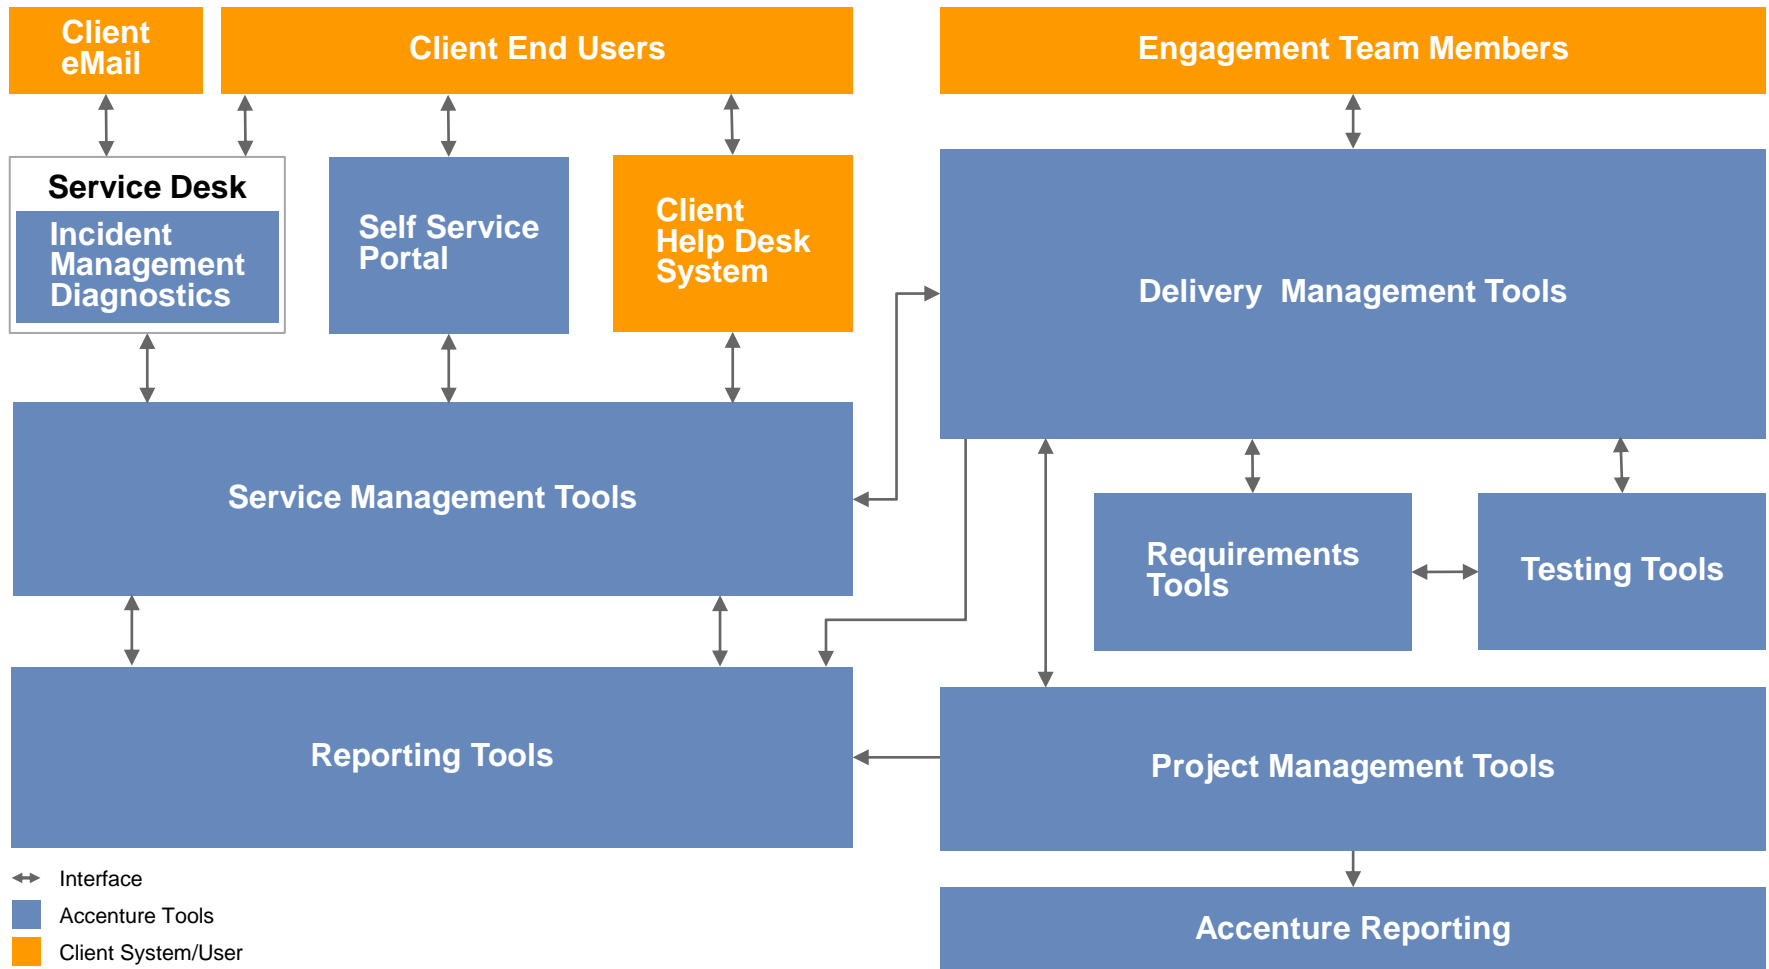 Client
eMail
Client End Users
Engagement Team Members
Service Desk
Incident
Management
Diagnostics
Self Service
Portal
Client
Help Desk
System
Delivery  Management Tools
Service Management Tools
Requirements
Tools
Testing Tools
Reporting Tools
Project Management Tools
Accenture Reporting
Interface
Accenture Tools
Client System/User